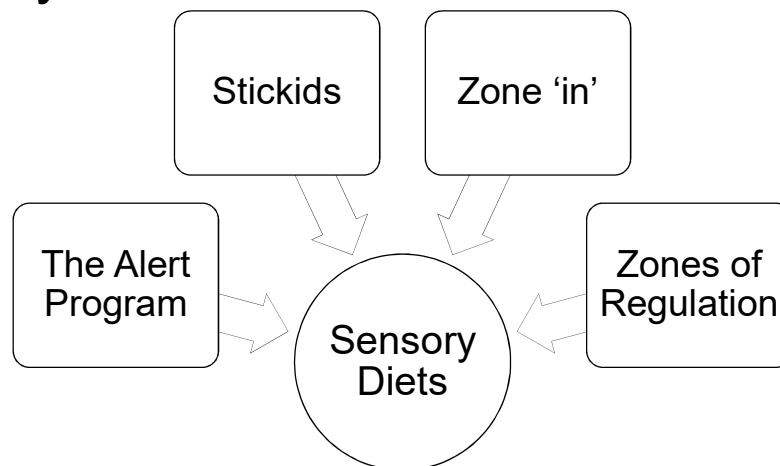 Stickids
Zone ‘in’
The Alert
Program
Zones of
Regulation
Sensory
Diets